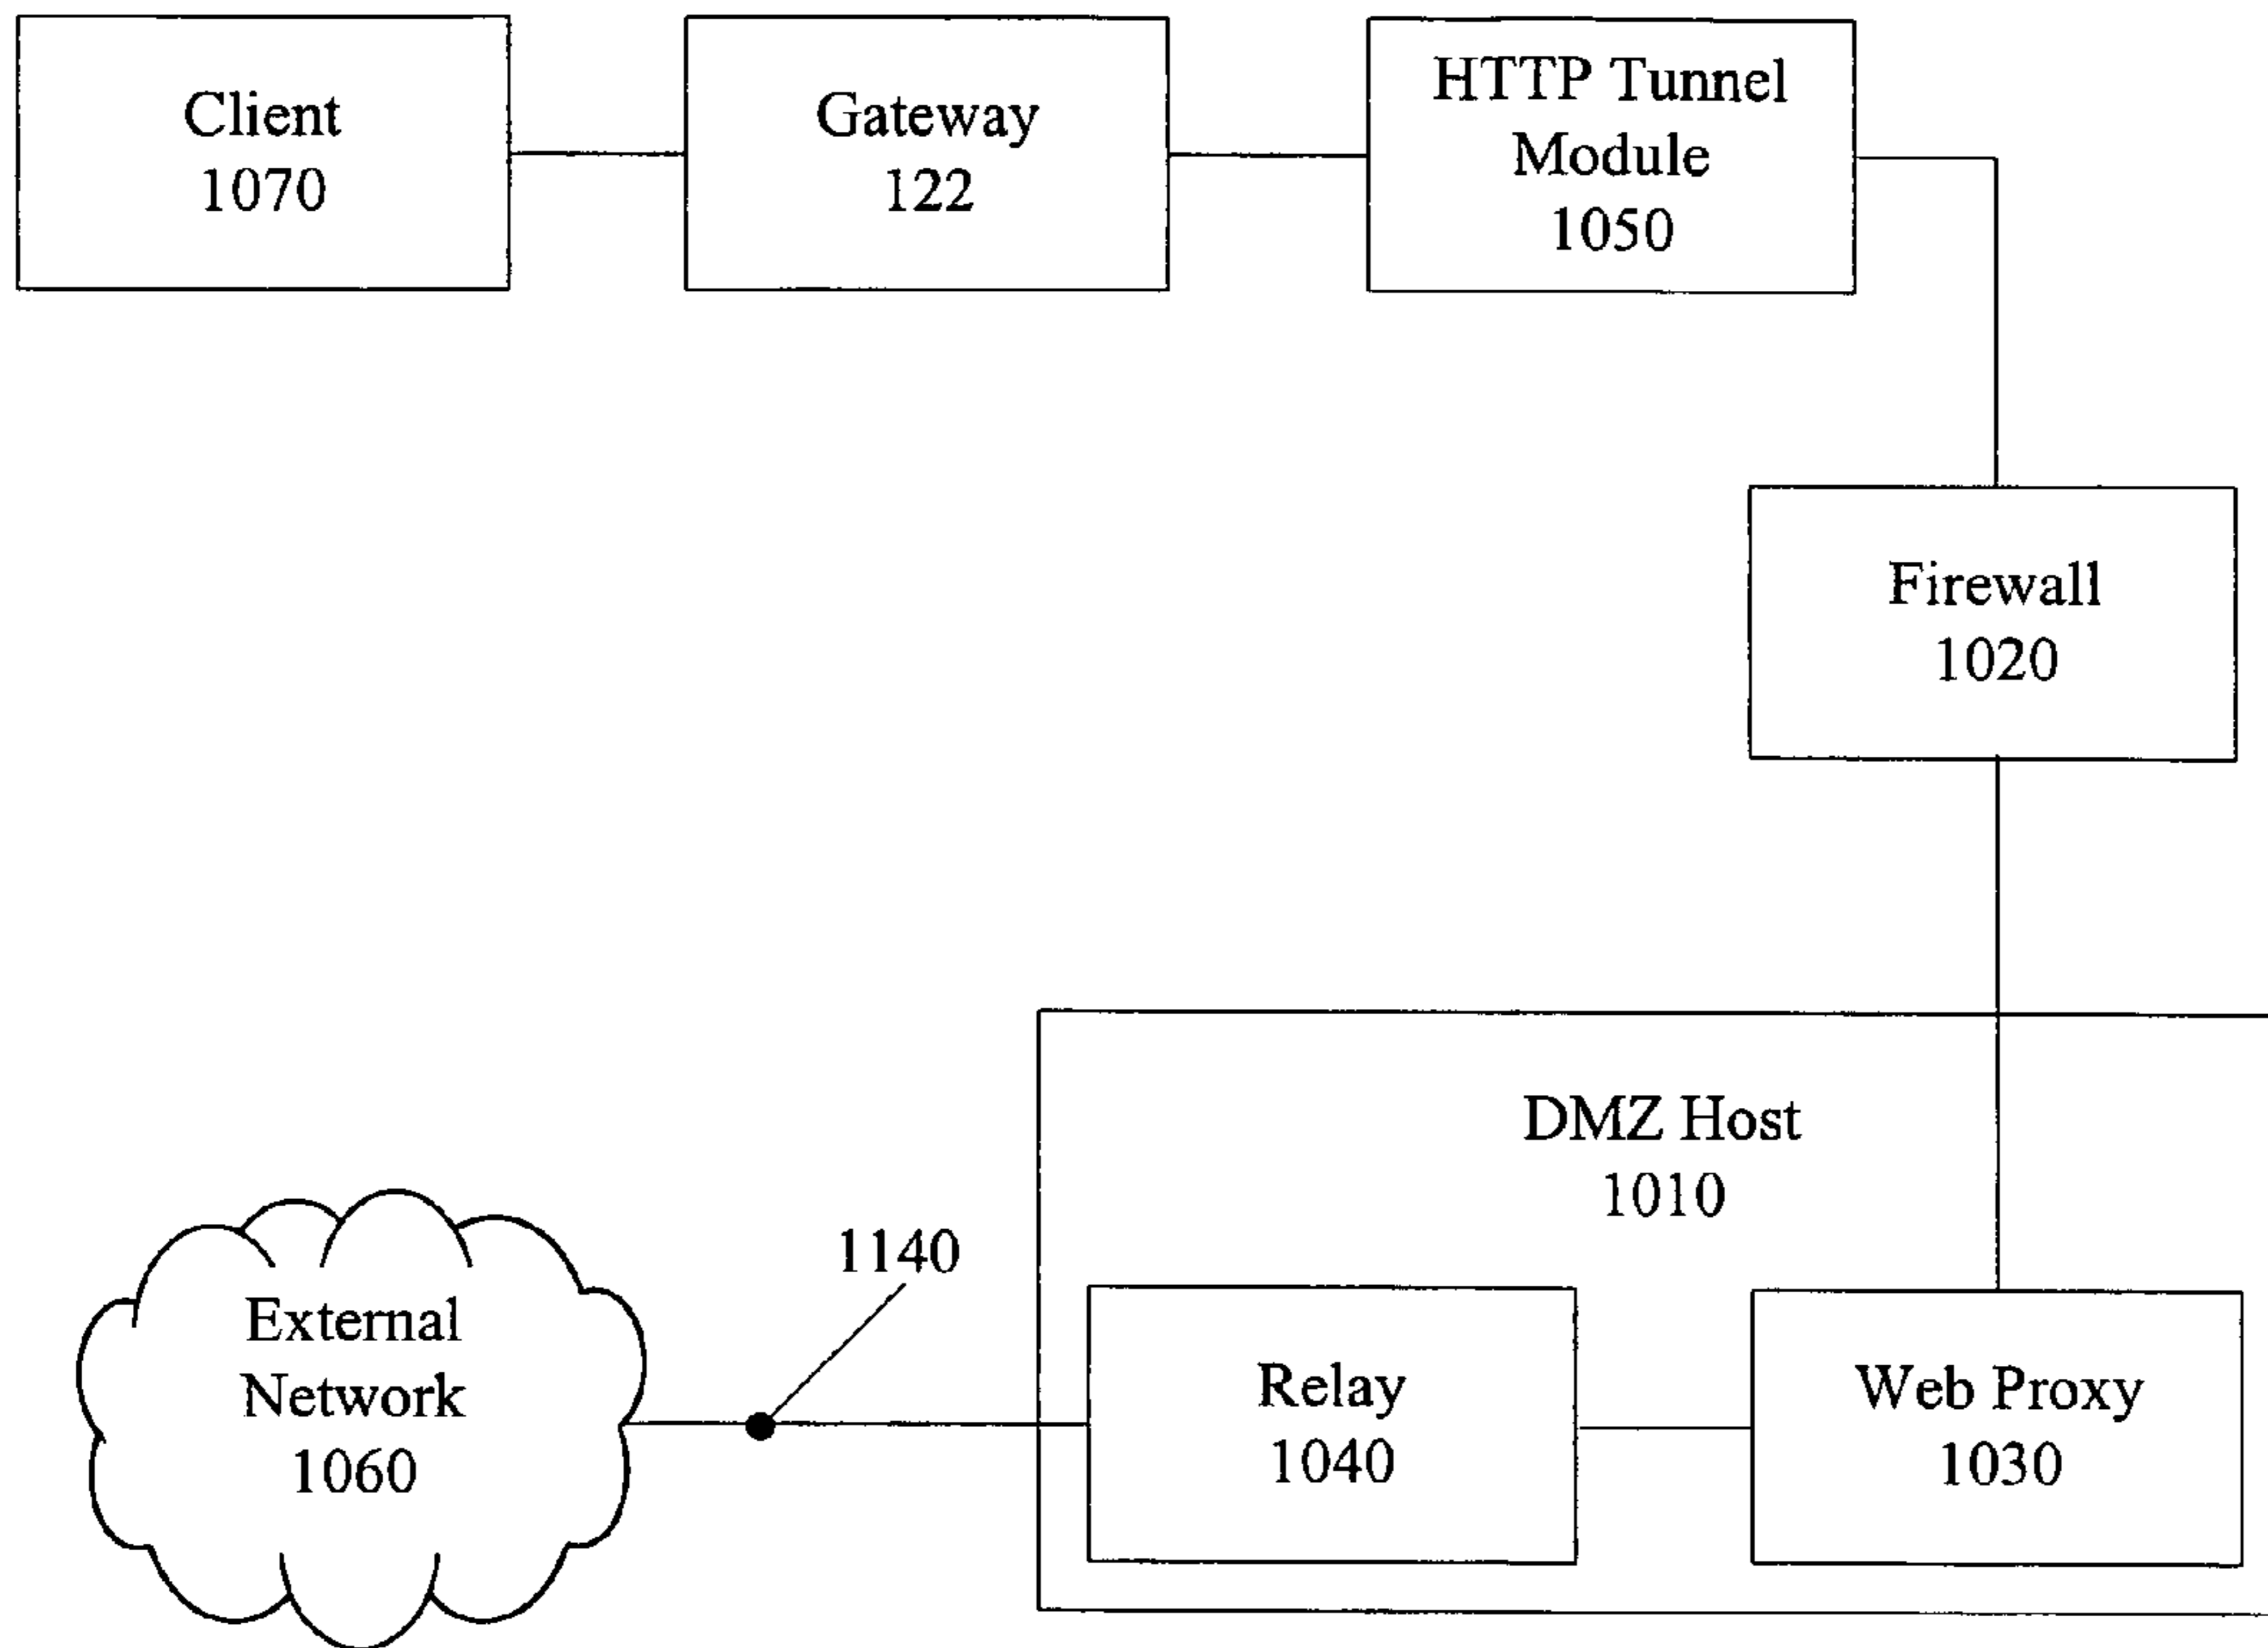 Client
1070
Gateway
122
HTTP Tunnel
Module
1050
Firewall
1020
DMZ Host
1010
1140
External
Network
1060
Relay
1040
Web Proxy
1030